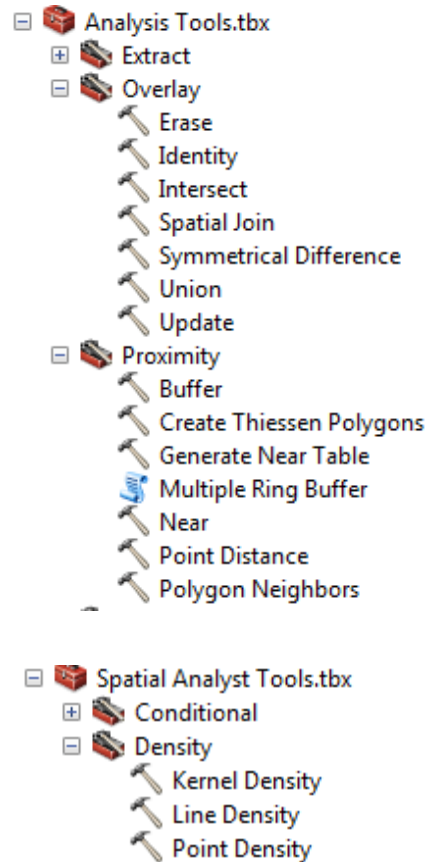 Analysis Tools.tbx
Extract
Overlay
Erase
Identity
Intersect
Spatial Join
Symmetrical Difference
Union
Update
Proximity
Buffer
Create Thiessen Polygons
Generate Near Table
Multiple Ring Buffer
Near
Point Distance
Polygon Neighbors
Spatial Analyst Tools.tbx
Conditional
Density
Kernel Density
Line Density
Point Density